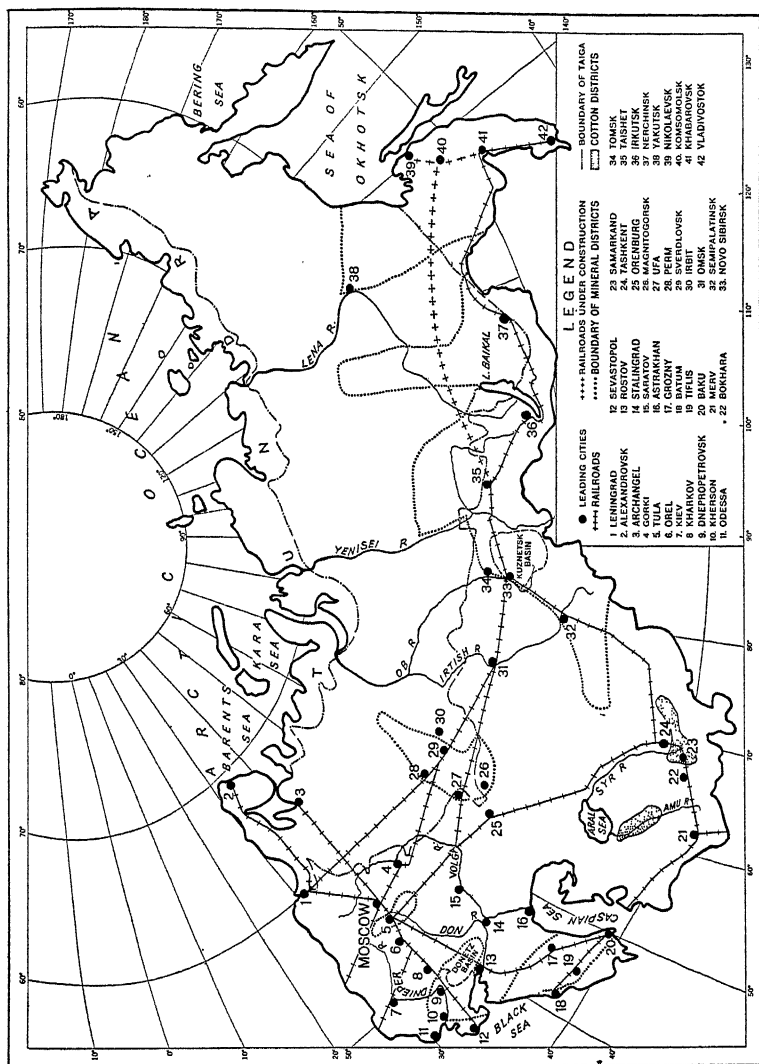 ARCTIC OCEAN
BARENTS SEA
KARA SEA
BERING SEA
SEA OF OKHOTSK
TUNDRA
LENA R.
YENISEI R
OB R
IRTISH R
L. BAIKAL
KUZNETSK BASIN
MOSCOW
VOLGA R
DON R
DNIEPER R
DONETZ BASIN
BLACK SEA
CASPIAN SEA
ARAL SEA
SYR R
AMU R
LEGEND
● LEADING CITIES
++++ RAILROADS
++++ RAILROADS UNDER CONSTRUCTION
••••• BOUNDARY OF MINERAL DISTRICTS
BOUNDARY OF TAIGA
COTTON DISTRICTS
1 LENINGRAD
2. ALEXANDROVSK
3. ARCHANGEL
4 GORKI
5. TULA
6. OREL
7. KIEV
8 KHARKOV
9. DNEPROPETROVSK
10. KHERSON
11. ODESSA
12 SEVASTOPOL
13 ROSTOV
14 STALINGRAD
15. SARATOV
16. ASTRAKHAN
17. GROZNY
18 BATUM
19 TIFLIS
20 BAKU
21 MERV
22 BOKHARA
23 SAMARKAND
24. TASHKENT
25 ORENBURG
26. MAGNITOGORSK
27 UFA
28. PERM
29 SVERDLOVSK
30 IRBIT
31 OMSK
32 SEMIPALATINSK
33. NOVO SIBIRSK
34 TOMSK
35 TAISHET
36 IRKUTSK
37 NERCHINSK
38 YAKUTSK
39 NIKOLAEVSK
40 KOMSOMOLSK
41 KHABAROVSK
42 VLADIVOSTOK